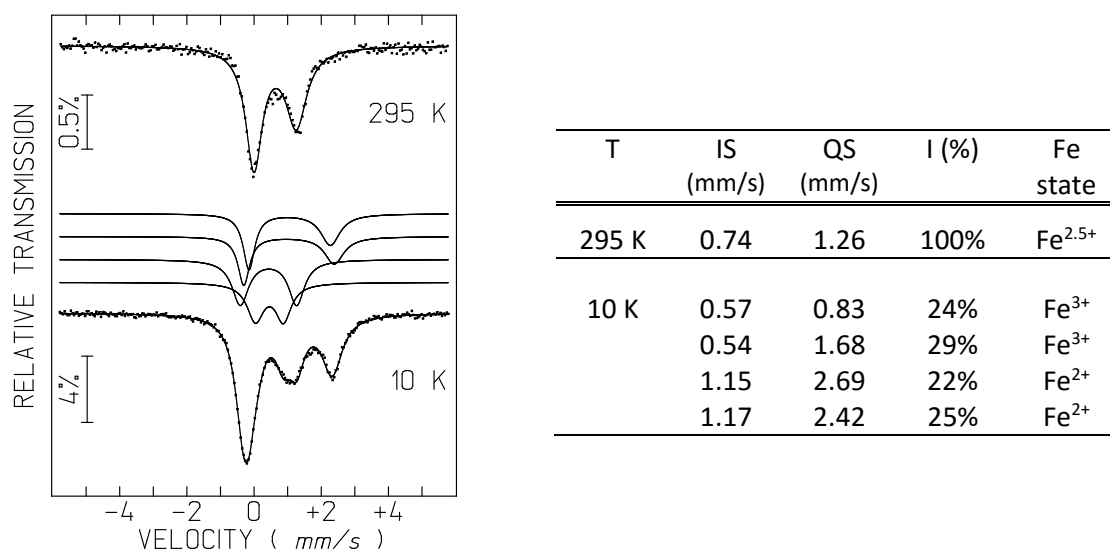 RELATIVE TRANSMISSION
0.5%
295 K
4%
10 K
−4 −2 0 +2 +4
VELOCITY ( mm/s )
T IS (mm/s) QS (mm/s) I (%) Fe state
295 K 0.74 1.26 100% Fe2.5+
10 K 0.57 0.83 24% Fe3+
0.54 1.68 29% Fe3+
1.15 2.69 22% Fe2+
1.17 2.42 25% Fe2+